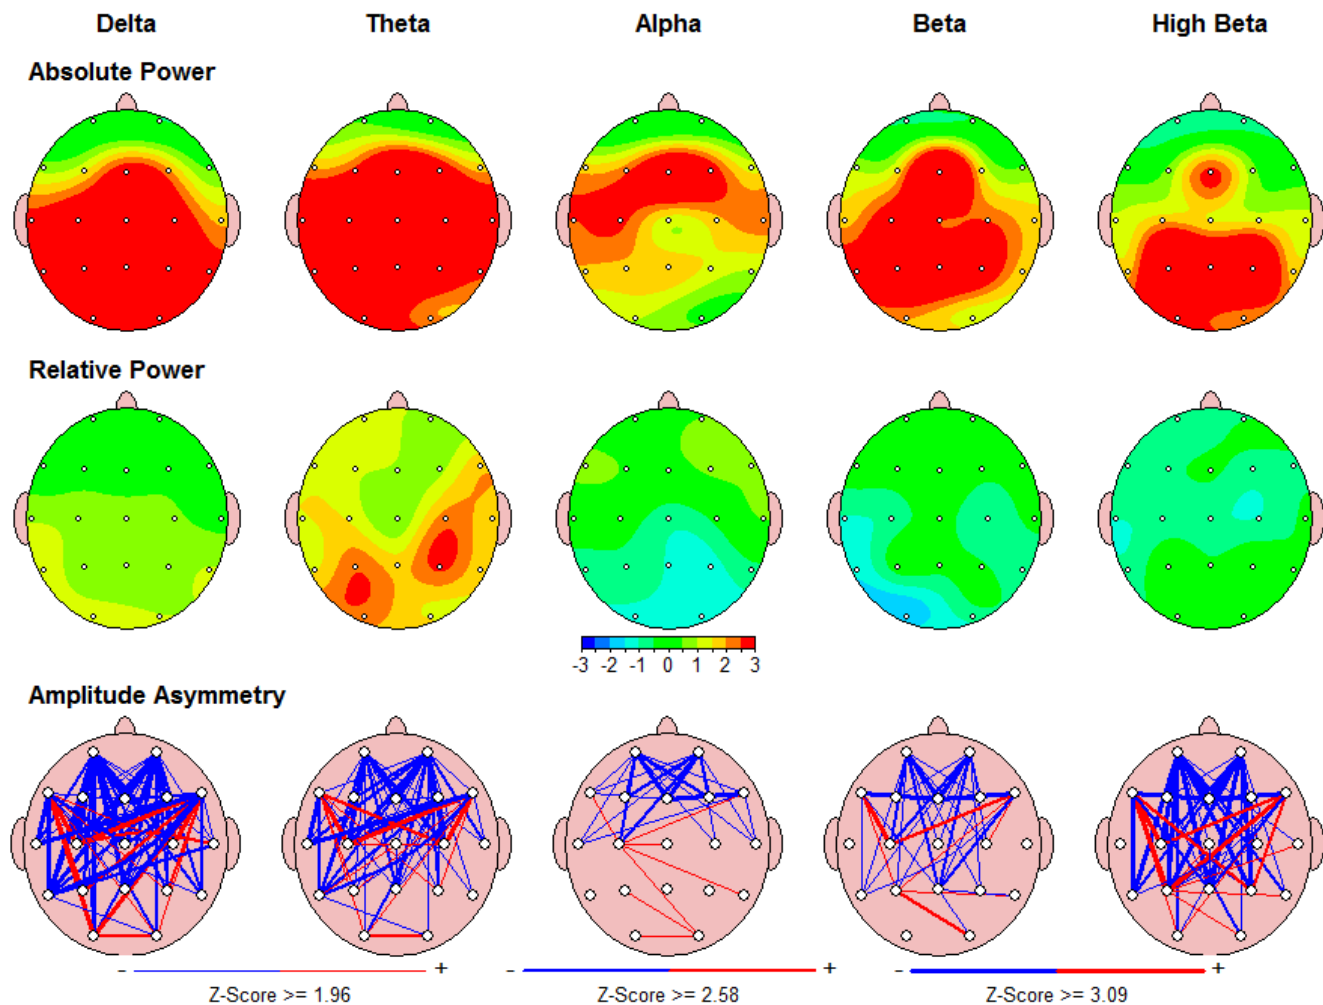 Delta Theta Alpha Beta High Beta
Absolute Power
Relative Power
-3 -2 -1 0 1 2 3
Amplitude Asymmetry
- + - + - +
Z-Score >= 1.96 Z-Score >= 2.58 Z-Score >= 3.09